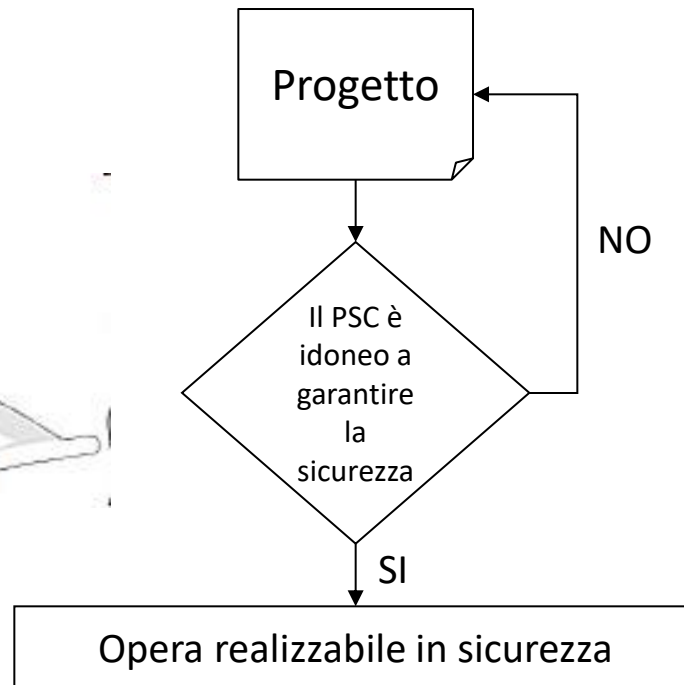 Progetto
NO
Il PSC è
idoneo a
garantire
la
sicurezza
SI
Opera realizzabile in sicurezza